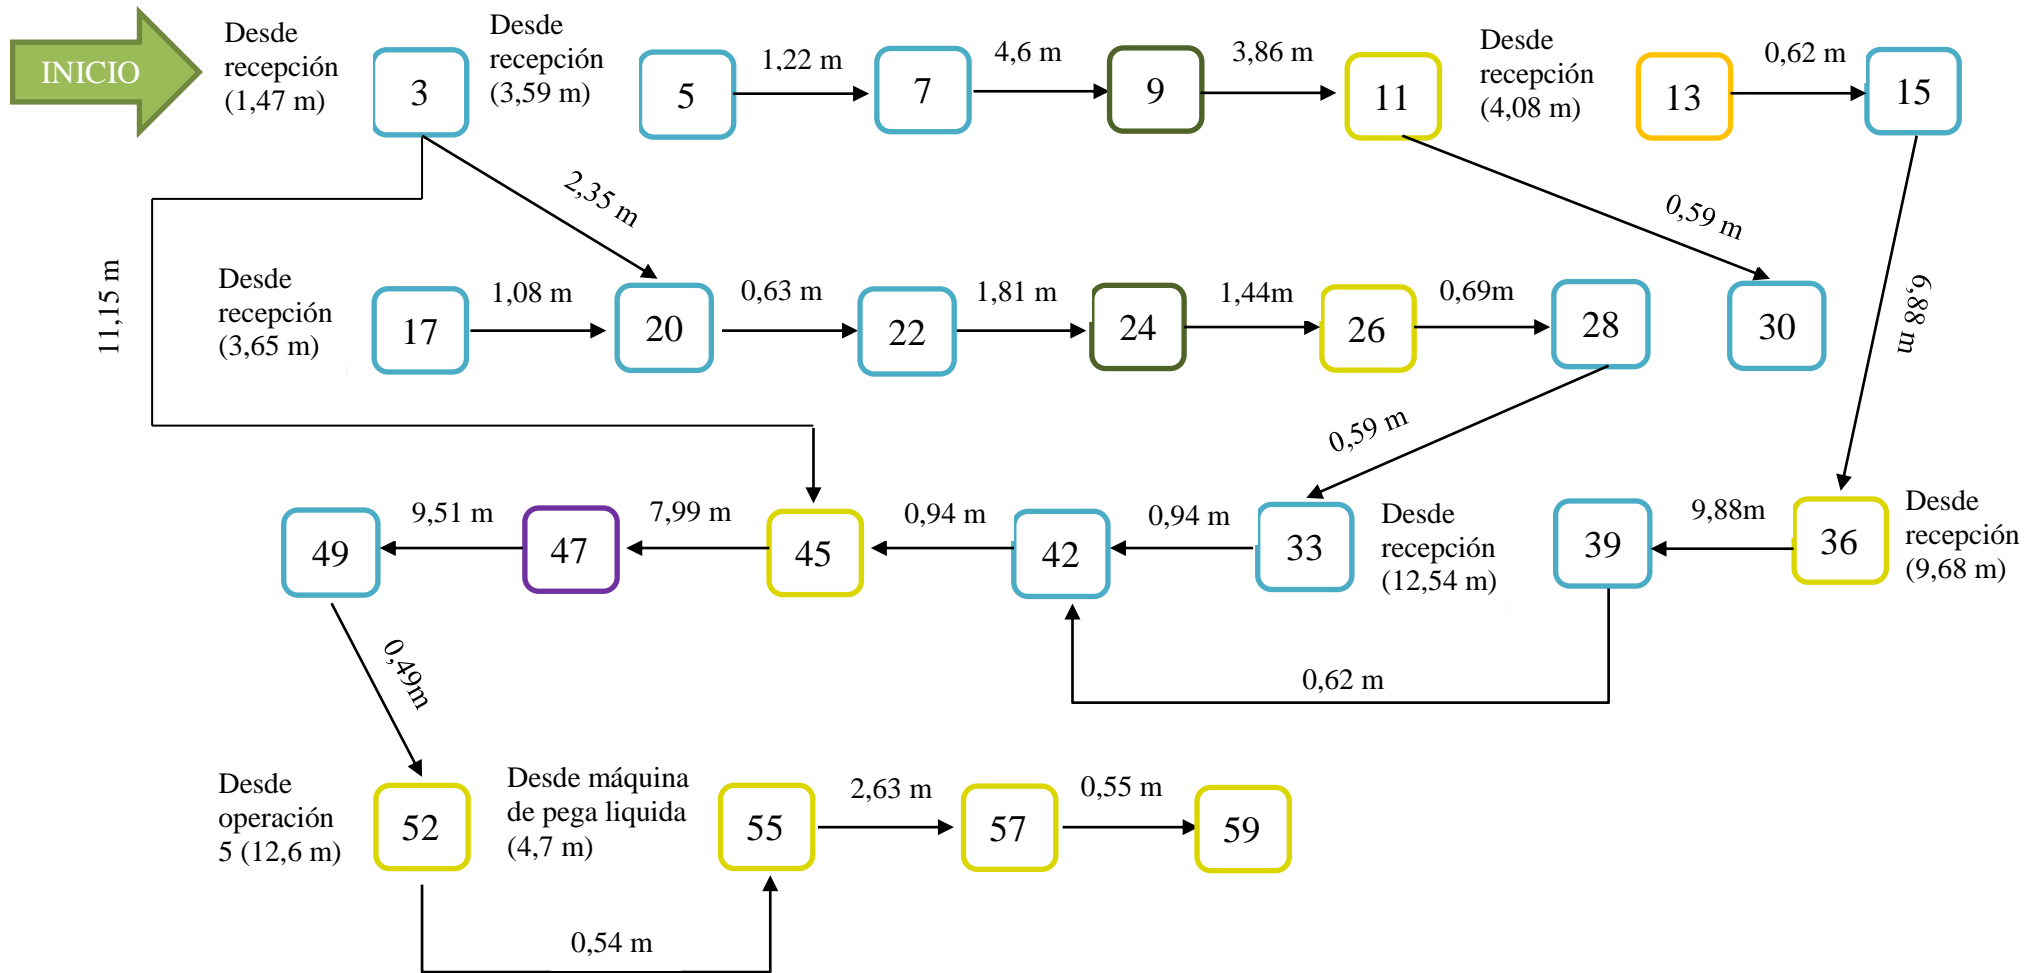 INICIO
Desde
recepción
(1,47 m)
3
Desde
recepción
(3,59 m)
5
1,22 m
7
4,6 m
9
3,86 m
11
Desde
recepción
(4,08 m)
13
0,62 m
15
2,35 m
0,59 m
6,88 m
11,15 m
Desde
recepción
(3,65 m)
17
1,08 m
20
0,63 m
22
1,81 m
24
1,44m
26
0,69m
28
30
0,59 m
49
9,51 m
47
7,99 m
45
0,94 m
42
0,94 m
33
Desde
recepción
(12,54 m)
39
9,88m
36
Desde
recepción
(9,68 m)
0,62 m
0,49m
Desde
operación
5 (12,6 m)
52
Desde máquina
de pega liquida
(4,7 m)
55
2,63 m
57
0,55 m
59
0,54 m